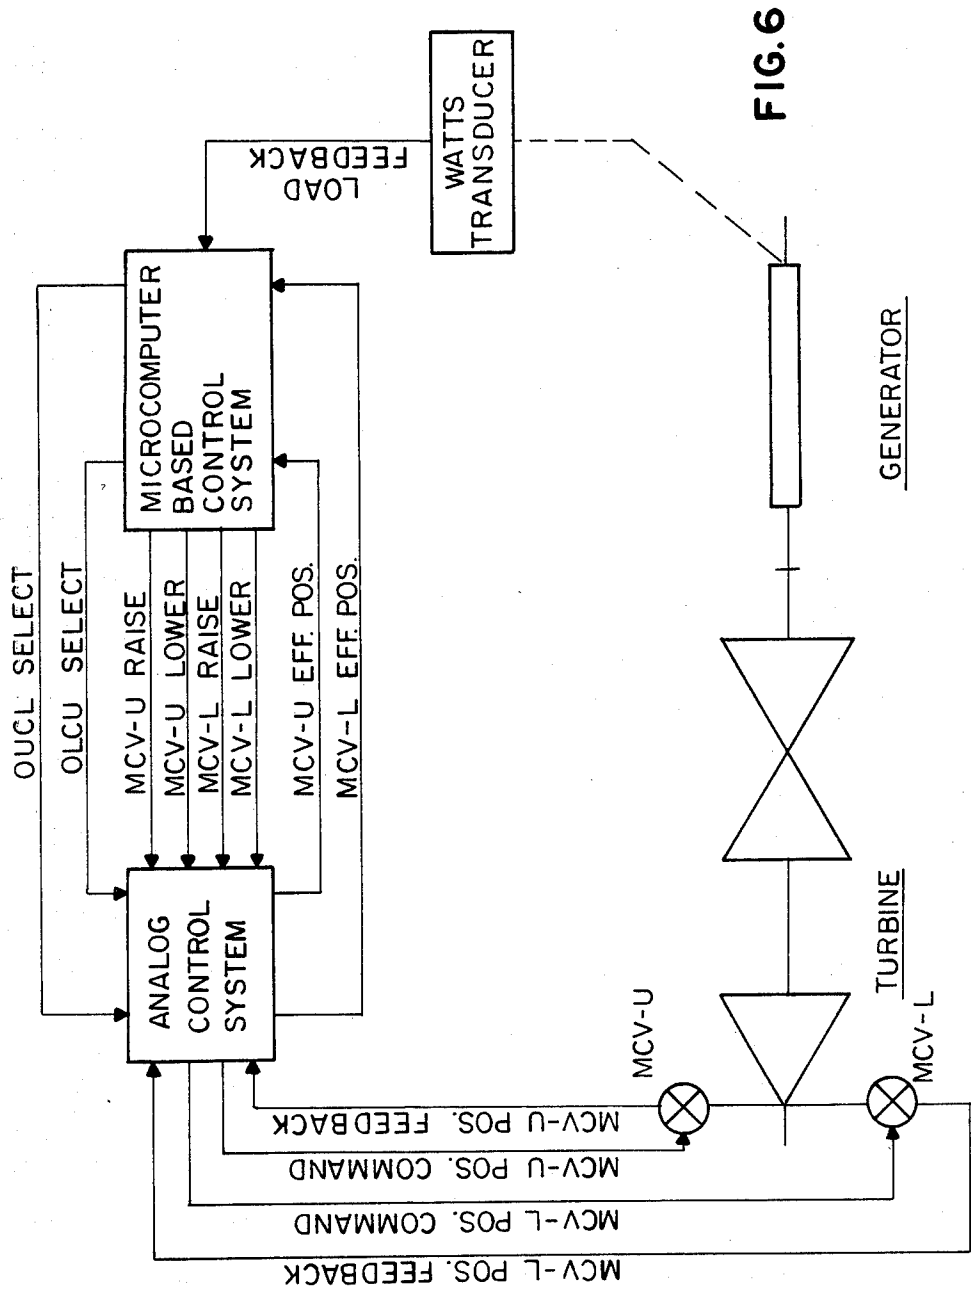 OUCL SELECT
OLCU SELECT
MCV-U RAISE
MCV-U LOWER
MCV-L RAISE
MCV-L LOWER
MCV-U EFF. POS.
MCV-L EFF. POS.
ANALOG
CONTROL
SYSTEM
MICROCOMPUTER
BASED
CONTROL
SYSTEM
LOAD
FEEDBACK
WATTS
TRANSDUCER
MCV-L POS. FEEDBACK
MCV-L POS. COMMAND
MCV-U POS. COMMAND
MCV-U POS. FEEDBACK
MCV-U
MCV-L
TURBINE
GENERATOR
FIG.6